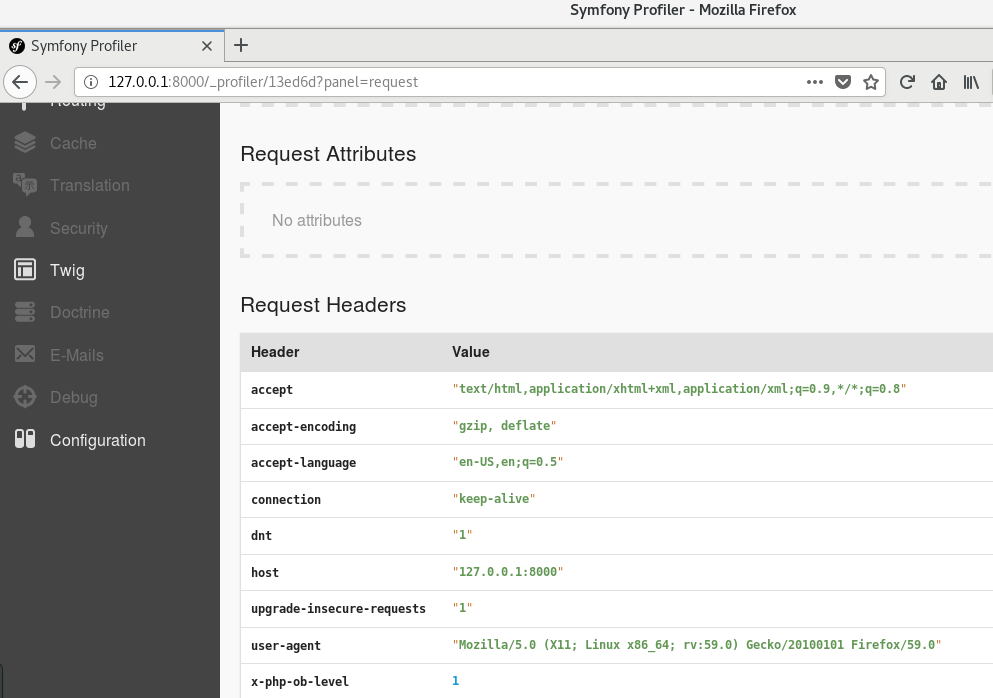 Symfony Profiler - Mozilla Firefox
Symfony Profiler
127.0.0.1:8000/_profiler/13ed6d?panel=request
Routing
Cache
Translation
Security
Twig
Doctrine
E-Mails
Debug
Configuration
Request Attributes
No attributes
Request Headers
Header Value
accept "text/html,application/xhtml+xml,application/xml;q=0.9,*/*;q=0.8"
accept-encoding "gzip, deflate"
accept-language "en-US,en;q=0.5"
connection "keep-alive"
dnt "1"
host "127.0.0.1:8000"
upgrade-insecure-requests "1"
user-agent "Mozilla/5.0 (X11; Linux x86_64; rv:59.0) Gecko/20100101 Firefox/59.0"
x-php-ob-level 1